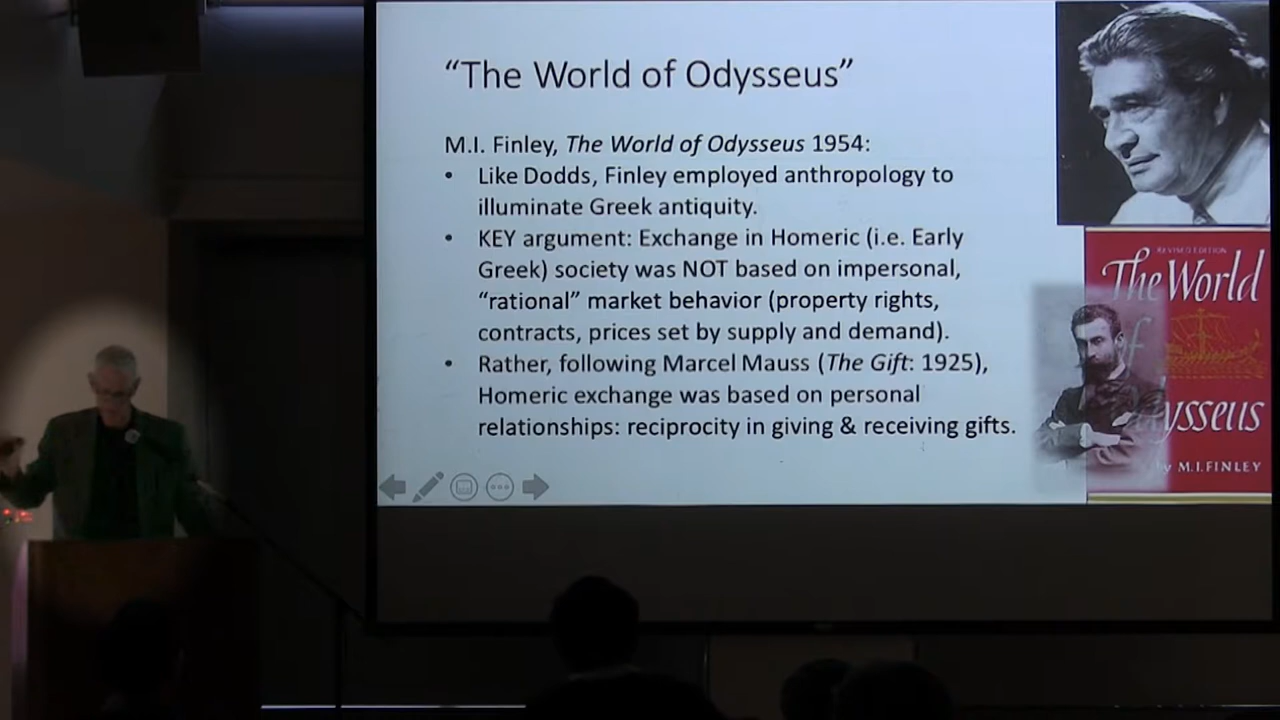 “The World of Odysseus”
M.I. Finley, The World of Odysseus 1954:
• Like Dodds, Finley employed anthropology to
illuminate Greek antiquity.
• KEY argument: Exchange in Homeric (i.e. Early
Greek) society was NOT based on impersonal,
“rational” market behavior (property rights,
contracts, prices set by supply and demand).
• Rather, following Marcel Mauss (The Gift: 1925),
Homeric exchange was based on personal
relationships: reciprocity in giving & receiving gifts.
REVISED EDITION
The World
of
ysseus
by M.I.FINLEY